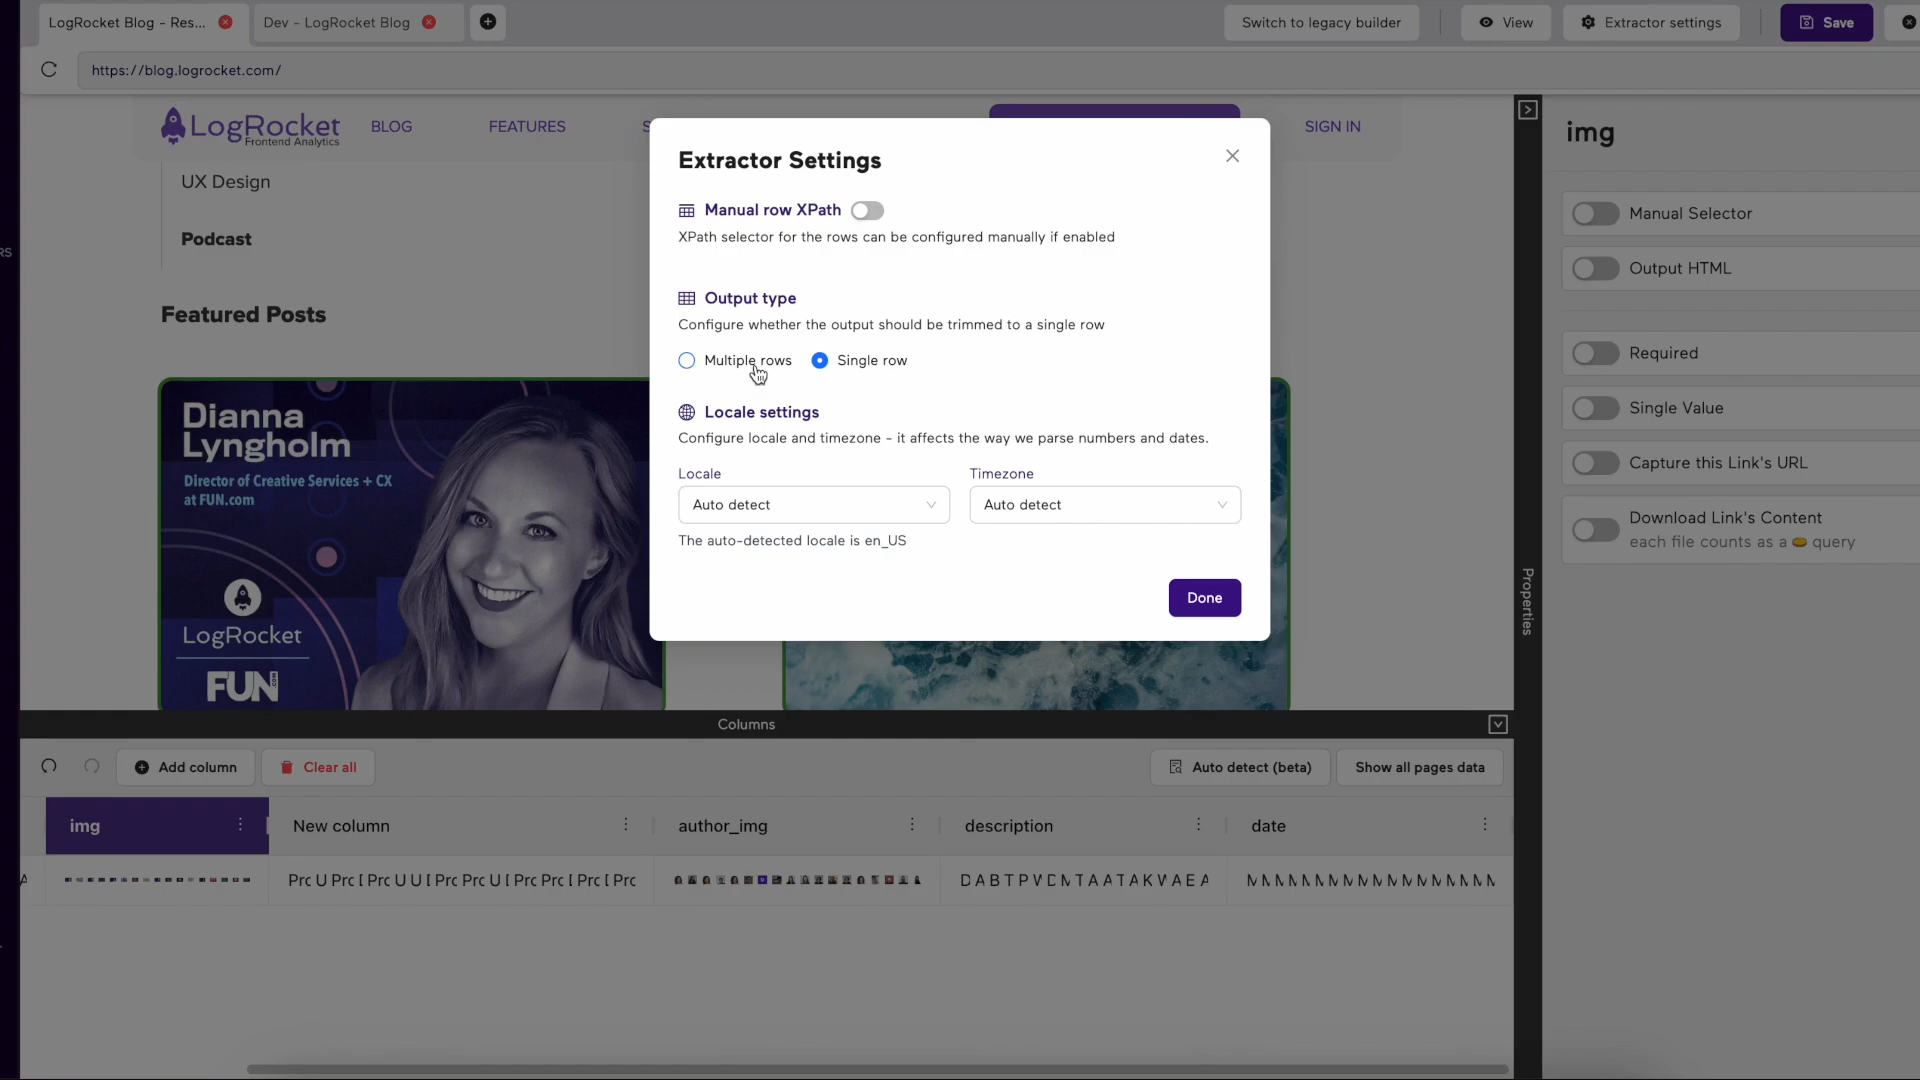 LogRocket Blog - Res...
Dev - LogRocket Blog
Switch to legacy builder
View
Extractor settings
Save
https://blog.logrocket.com/
LogRocket
Frontend Analytics
BLOG
FEATURES
S
SIGN IN
UX Design
Podcast
Featured Posts
Dianna
Lyngholm
Director of Creative Services + CX
at FUN.com
LogRocket
FUN
.COM
RS
Extractor Settings
Manual row XPath
XPath selector for the rows can be configured manually if enabled
Output type
Configure whether the output should be trimmed to a single row
Multiple rows
Single row
Locale settings
Configure locale and timezone - it affects the way we parse numbers and dates.
Locale
Timezone
Auto detect
Auto detect
The auto-detected locale is en_US
Done
img
Manual Selector
Output HTML
Required
Single Value
Capture this Link's URL
Download Link's Content
each file counts as a query
Properties
Columns
Add column
Clear all
Auto detect (beta)
Show all pages data
img
New column
author_img
description
date